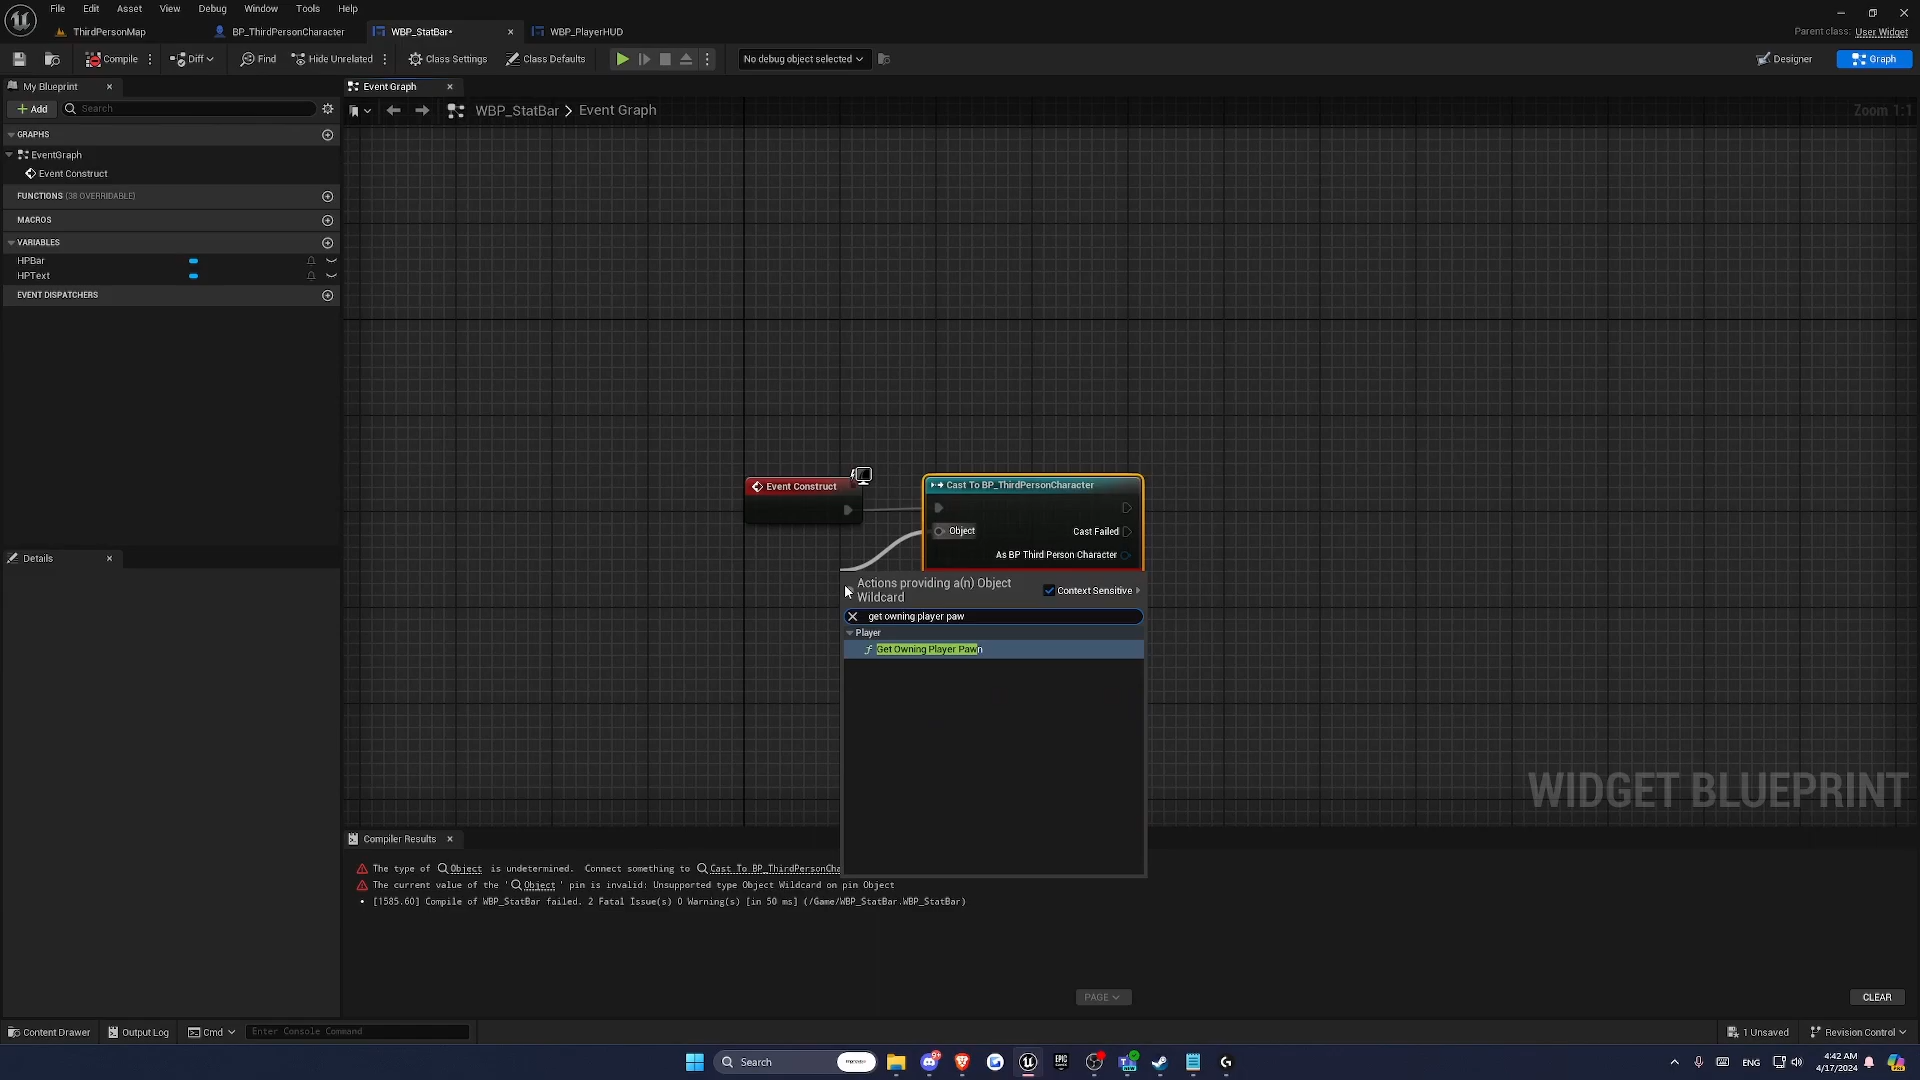 File Edit Asset View Debug Window Tools Help
ThirdPersonMap BP_ThirdPersonCharacter WBP_StatBar• WBP_PlayerHUD
Parent class: User Widget
Compile Diff Find Hide Unrelated Class Settings Class Defaults No debug object selected Designer Graph
My Blueprint Event Graph
Add Search
WBP_StatBar > Event Graph
Zoom 1:1
GRAPHS
EventGraph
Event Construct
FUNCTIONS (38 OVERRIDABLE)
MACROS
VARIABLES
HPBar
HPText
EVENT DISPATCHERS
Event Construct
Cast To BP_ThirdPersonCharacter
Object
Cast Failed
As BP Third Person Character
Details
Actions providing a(n) Object
Wildcard
Context Sensitive
get owning player paw
Player
Get Owning Player Pawn
WIDGET BLUEPRINT
Compiler Results
The type of Object is undetermined. Connect something to Cast To BP_ThirdPersonCha
The current value of the ' Object ' pin is invalid: Unsupported type Object Wildcard on pin Object
• [1585.60] Compile of WBP_StatBar failed. 2 Fatal Issue(s) 0 Warning(s) [in 50 ms] (/Game/WBP_StatBar.WBP_StatBar)
PAGE
CLEAR
Content Drawer Output Log Cmd Enter Console Command 1 Unsaved Revision Control
Search
ENG
4:42 AM
4/17/2024